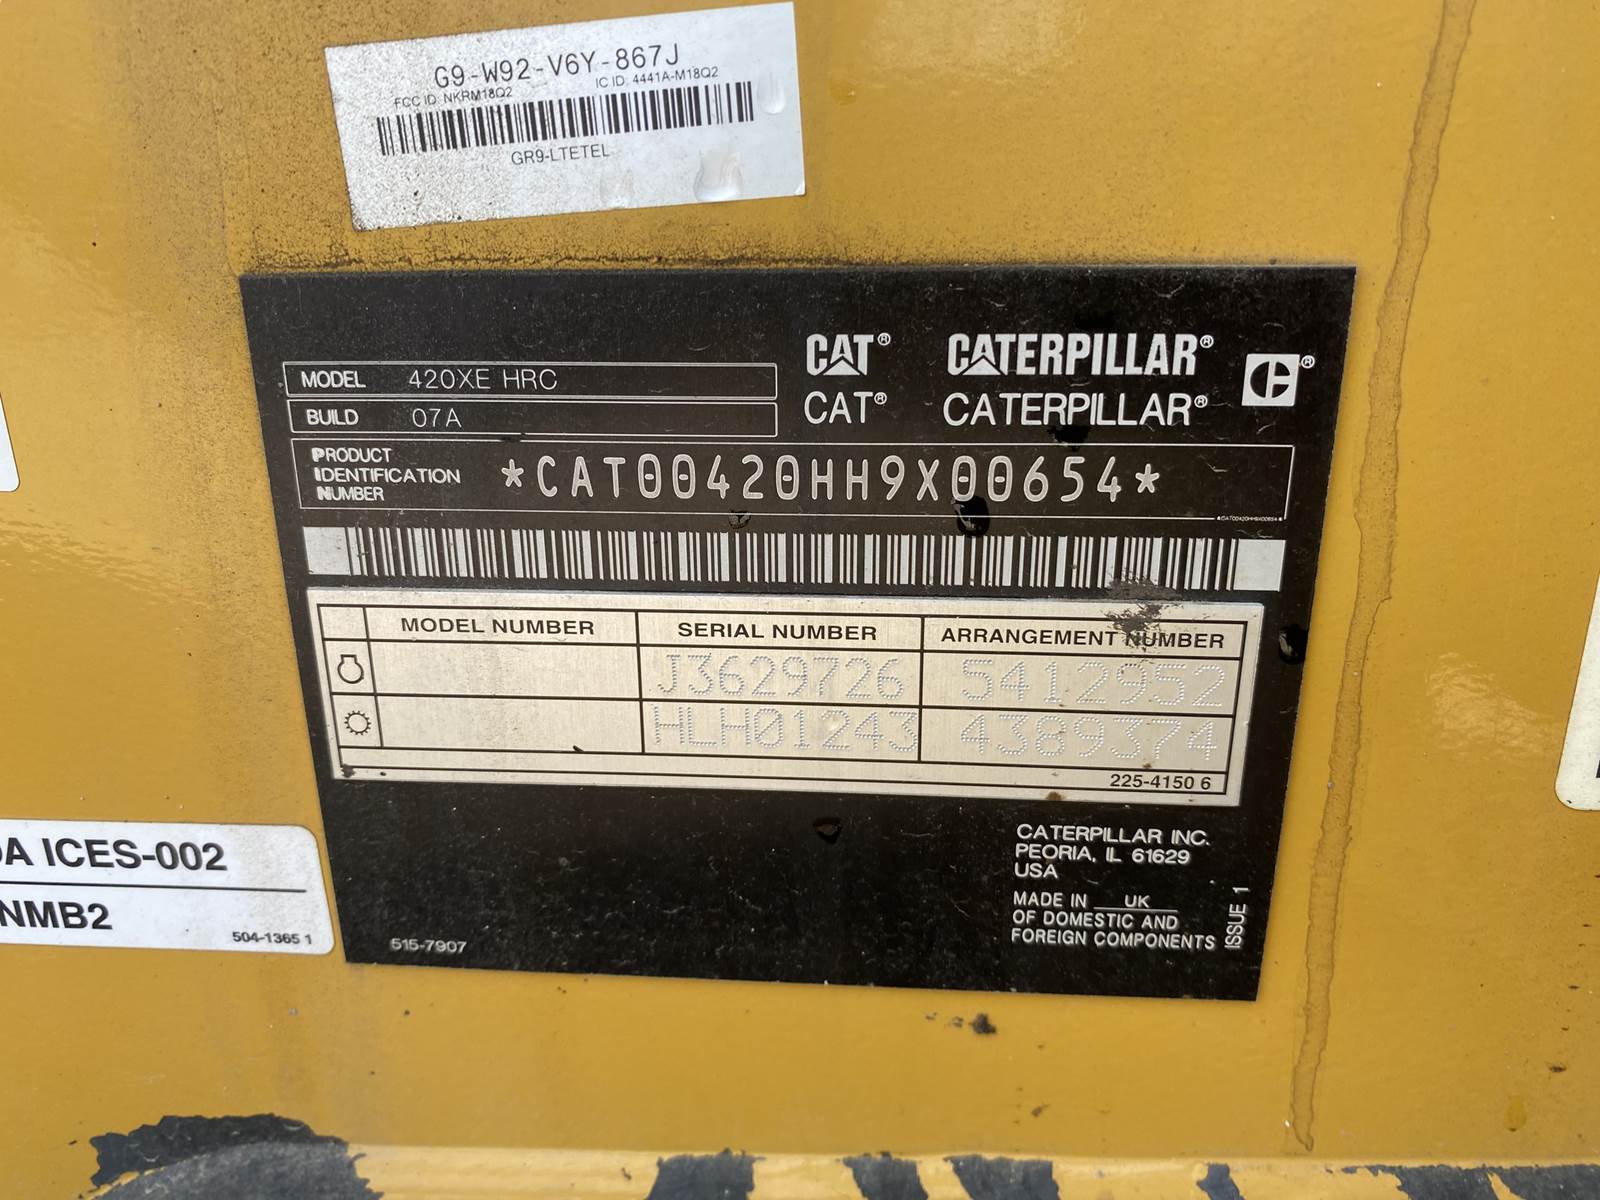 G9-W92-V6Y-867J
FCC ID: NKRM18Q2 IC ID: 4441A-M18Q2
GR9-LTETEL
CAT® CATERPILLAR® ®
CAT® CATERPILLAR®
MODEL 420XE HRC
BUILD 07A
PRODUCT IDENTIFICATION NUMBER *CAT00420HH9X00654*
*CAT00420HH9X00654*
MODEL NUMBER SERIAL NUMBER ARRANGEMENT NUMBER
J3629726 5412952
HLH01243 4389374
225-4150 6
CATERPILLAR INC.
PEORIA, IL 61629
USA
MADE IN UK
OF DOMESTIC AND
FOREIGN COMPONENTS
ISSUE 1
515-7907
A ICES-002
NMB2
504-1365 1